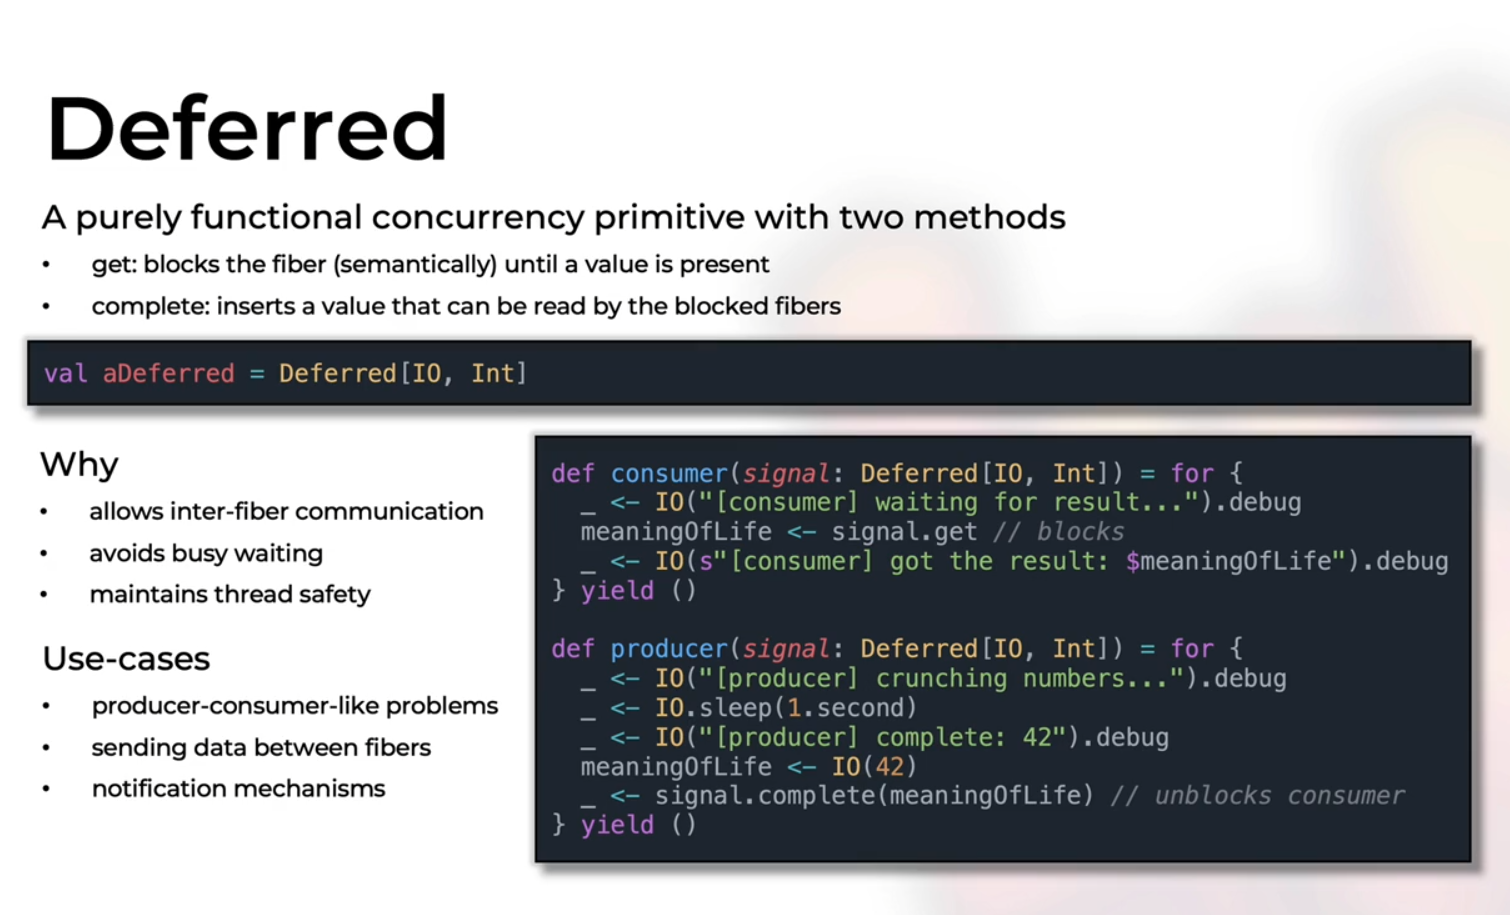 Deferred
A purely functional concurrency primitive with two methods
• get: blocks the fiber (semantically) until a value is present
• complete: inserts a value that can be read by the blocked fibers
val aDeferred = Deferred[IO, Int]
Why
• allows inter-fiber communication
• avoids busy waiting
• maintains thread safety
Use-cases
• producer-consumer-like problems
• sending data between fibers
• notification mechanisms
def consumer(signal: Deferred[IO, Int]) = for {
  _ <- IO("[consumer] waiting for result...").debug
  meaningOfLife <- signal.get // blocks
  _ <- IO(s"[consumer] got the result: $meaningOfLife").debug
} yield ()
def producer(signal: Deferred[IO, Int]) = for {
  _ <- IO("[producer] crunching numbers...").debug
  _ <- IO.sleep(1.second)
  _ <- IO("[producer] complete: 42").debug
  meaningOfLife <- IO(42)
  _ <- signal.complete(meaningOfLife) // unblocks consumer
} yield ()